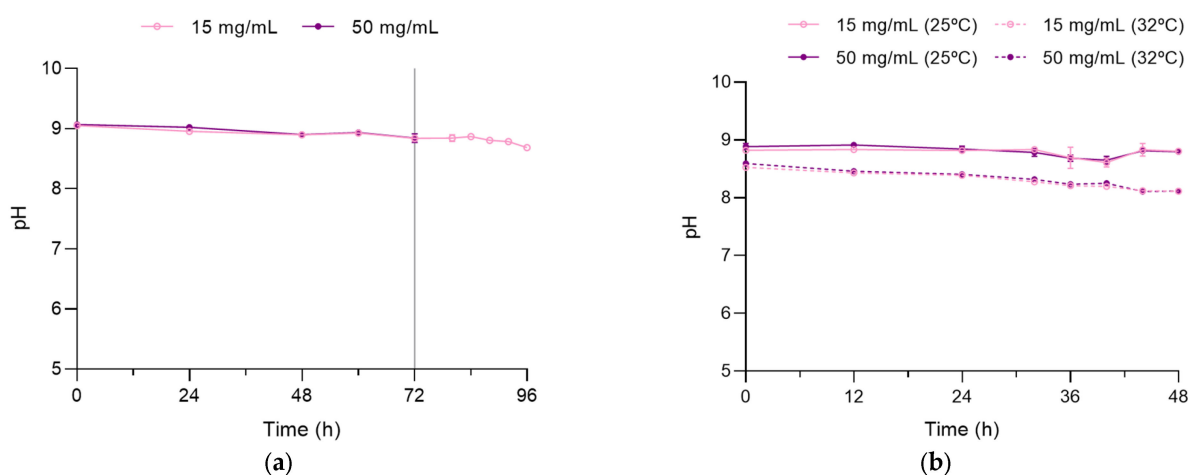 15 mg/mL 50 mg/mL
10
9
8
7
6
5
pH
0 24 48 72 96
Time (h)
(a)
15 mg/mL (25ºC) 15 mg/mL (32ºC)
50 mg/mL (25ºC) 50 mg/mL (32ºC)
10
9
8
7
6
5
pH
0 12 24 36 48
Time (h)
(b)